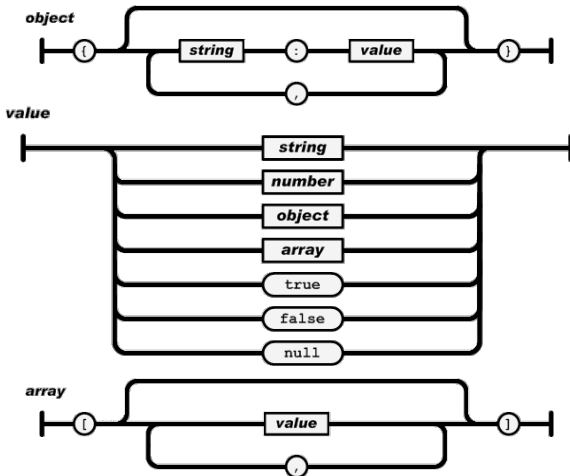 object
{ string : value }
,
value
string
number
object
array
true
false
null
array
[ value ]
,